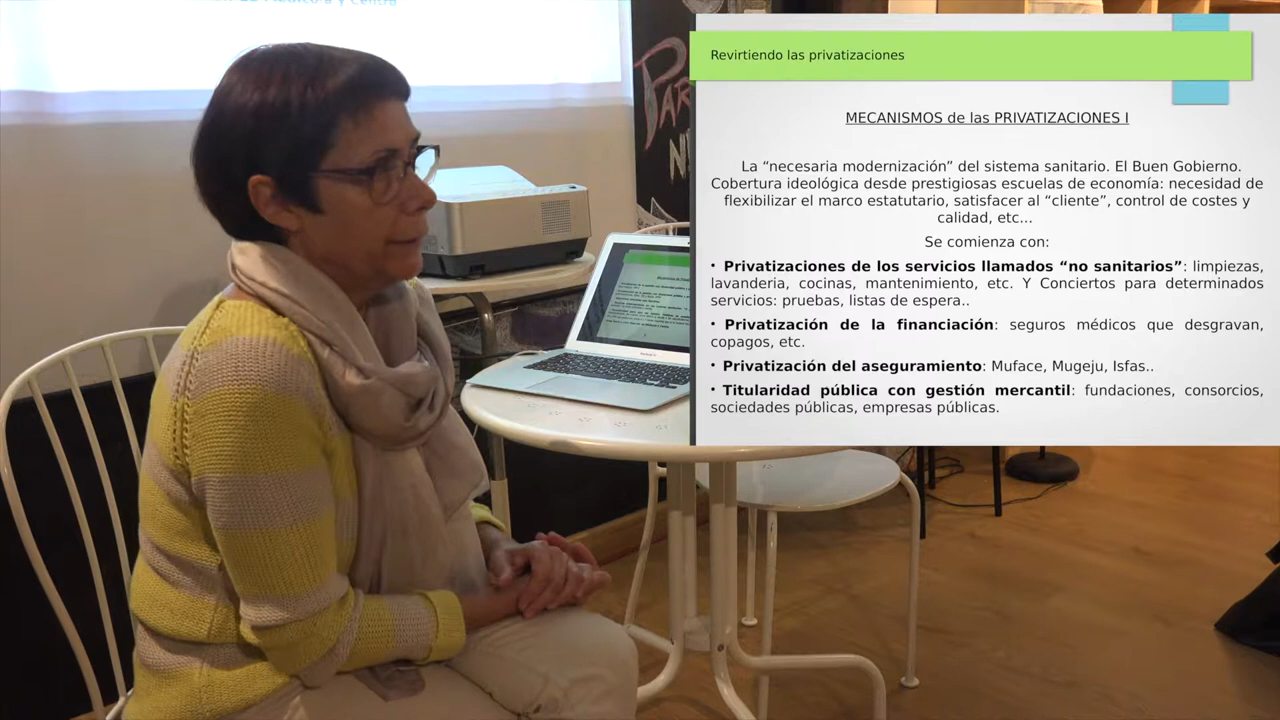 Revirtiendo las privatizaciones
MECANISMOS de las PRIVATIZACIONES I
La “necesaria modernización” del sistema sanitario. El Buen Gobierno.
Cobertura ideológica desde prestigiosas escuelas de economía: necesidad de
flexibilizar el marco estatutario, satisfacer al “cliente”, control de costes y
calidad, etc...
Se comienza con:
• Privatizaciones de los servicios llamados “no sanitarios”: limpiezas,
lavanderia, cocinas, mantenimiento, etc. Y Conciertos para determinados
servicios: pruebas, listas de espera..
• Privatización de la financiación: seguros médicos que desgravan,
copagos, etc.
• Privatización del aseguramiento: Muface, Mugeju, Isfas..
• Titularidad pública con gestión mercantil: fundaciones, consorcios,
sociedades públicas, empresas públicas.